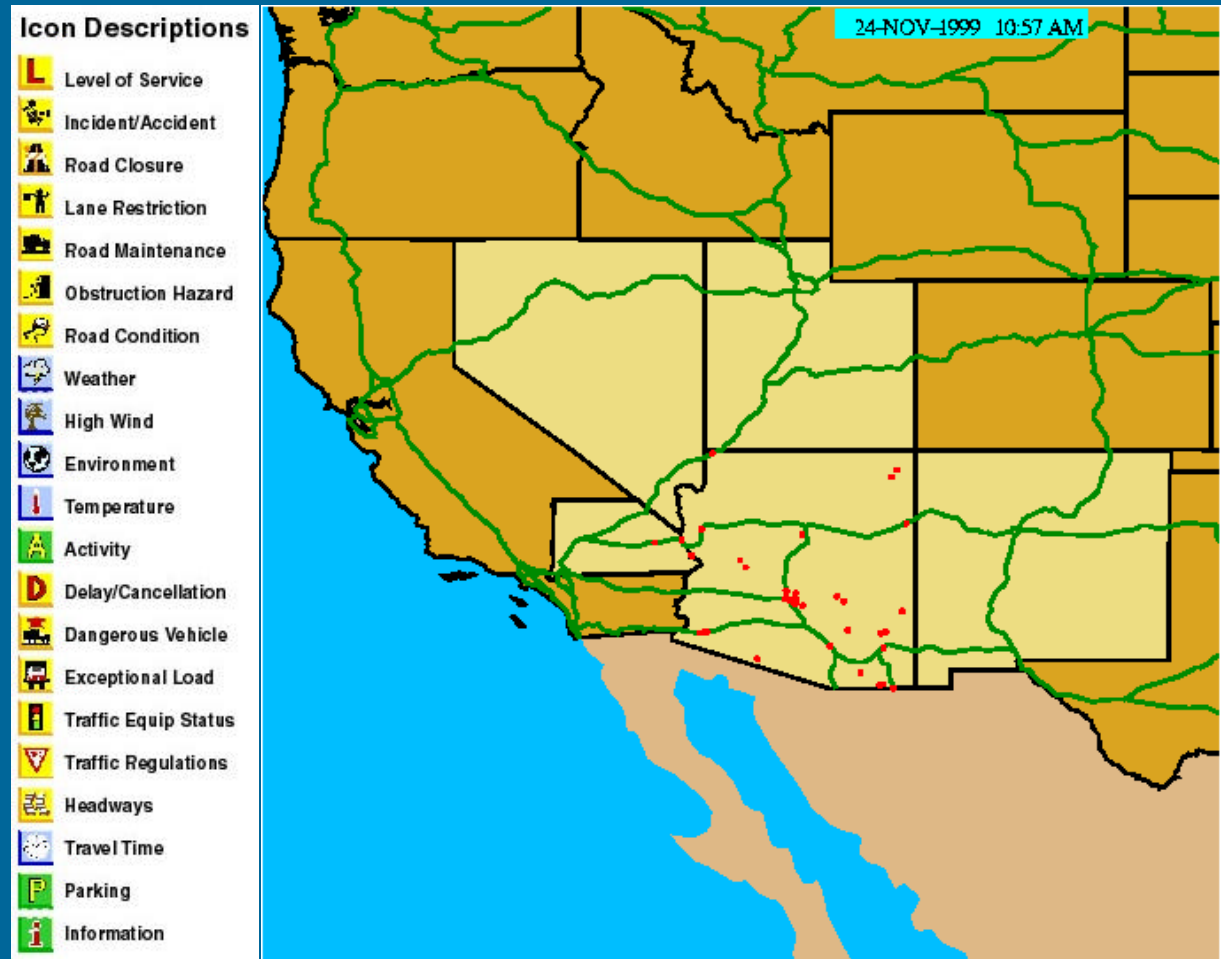 Icon Descriptions
L Level of Service
Incident/Accident
Road Closure
Lane Restriction
Road Maintenance
Obstruction Hazard
Road Condition
Weather
High Wind
Environment
Temperature
A Activity
D Delay/Cancellation
Dangerous Vehicle
Exceptional Load
Traffic Equip Status
Traffic Regulations
Headways
Travel Time
P Parking
i Information
24-NOV-1999 10:57 AM